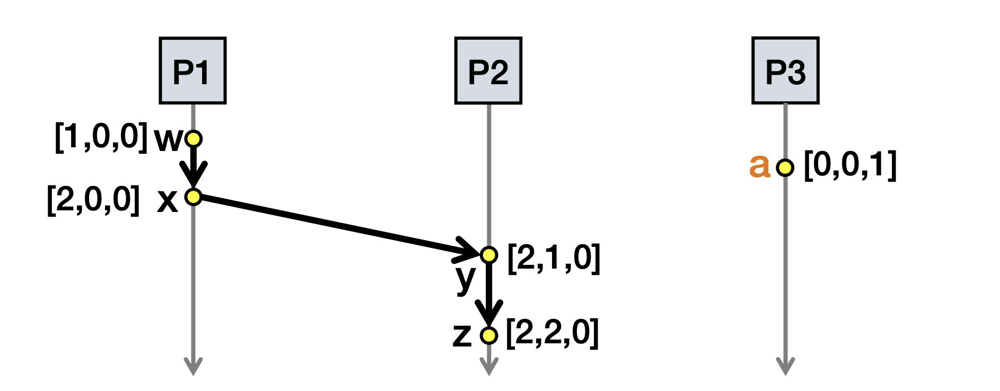 P1 P2 P3
[1,0,0] w
a [0,0,1]
[2,0,0] x
[2,1,0]
y
z [2,2,0]